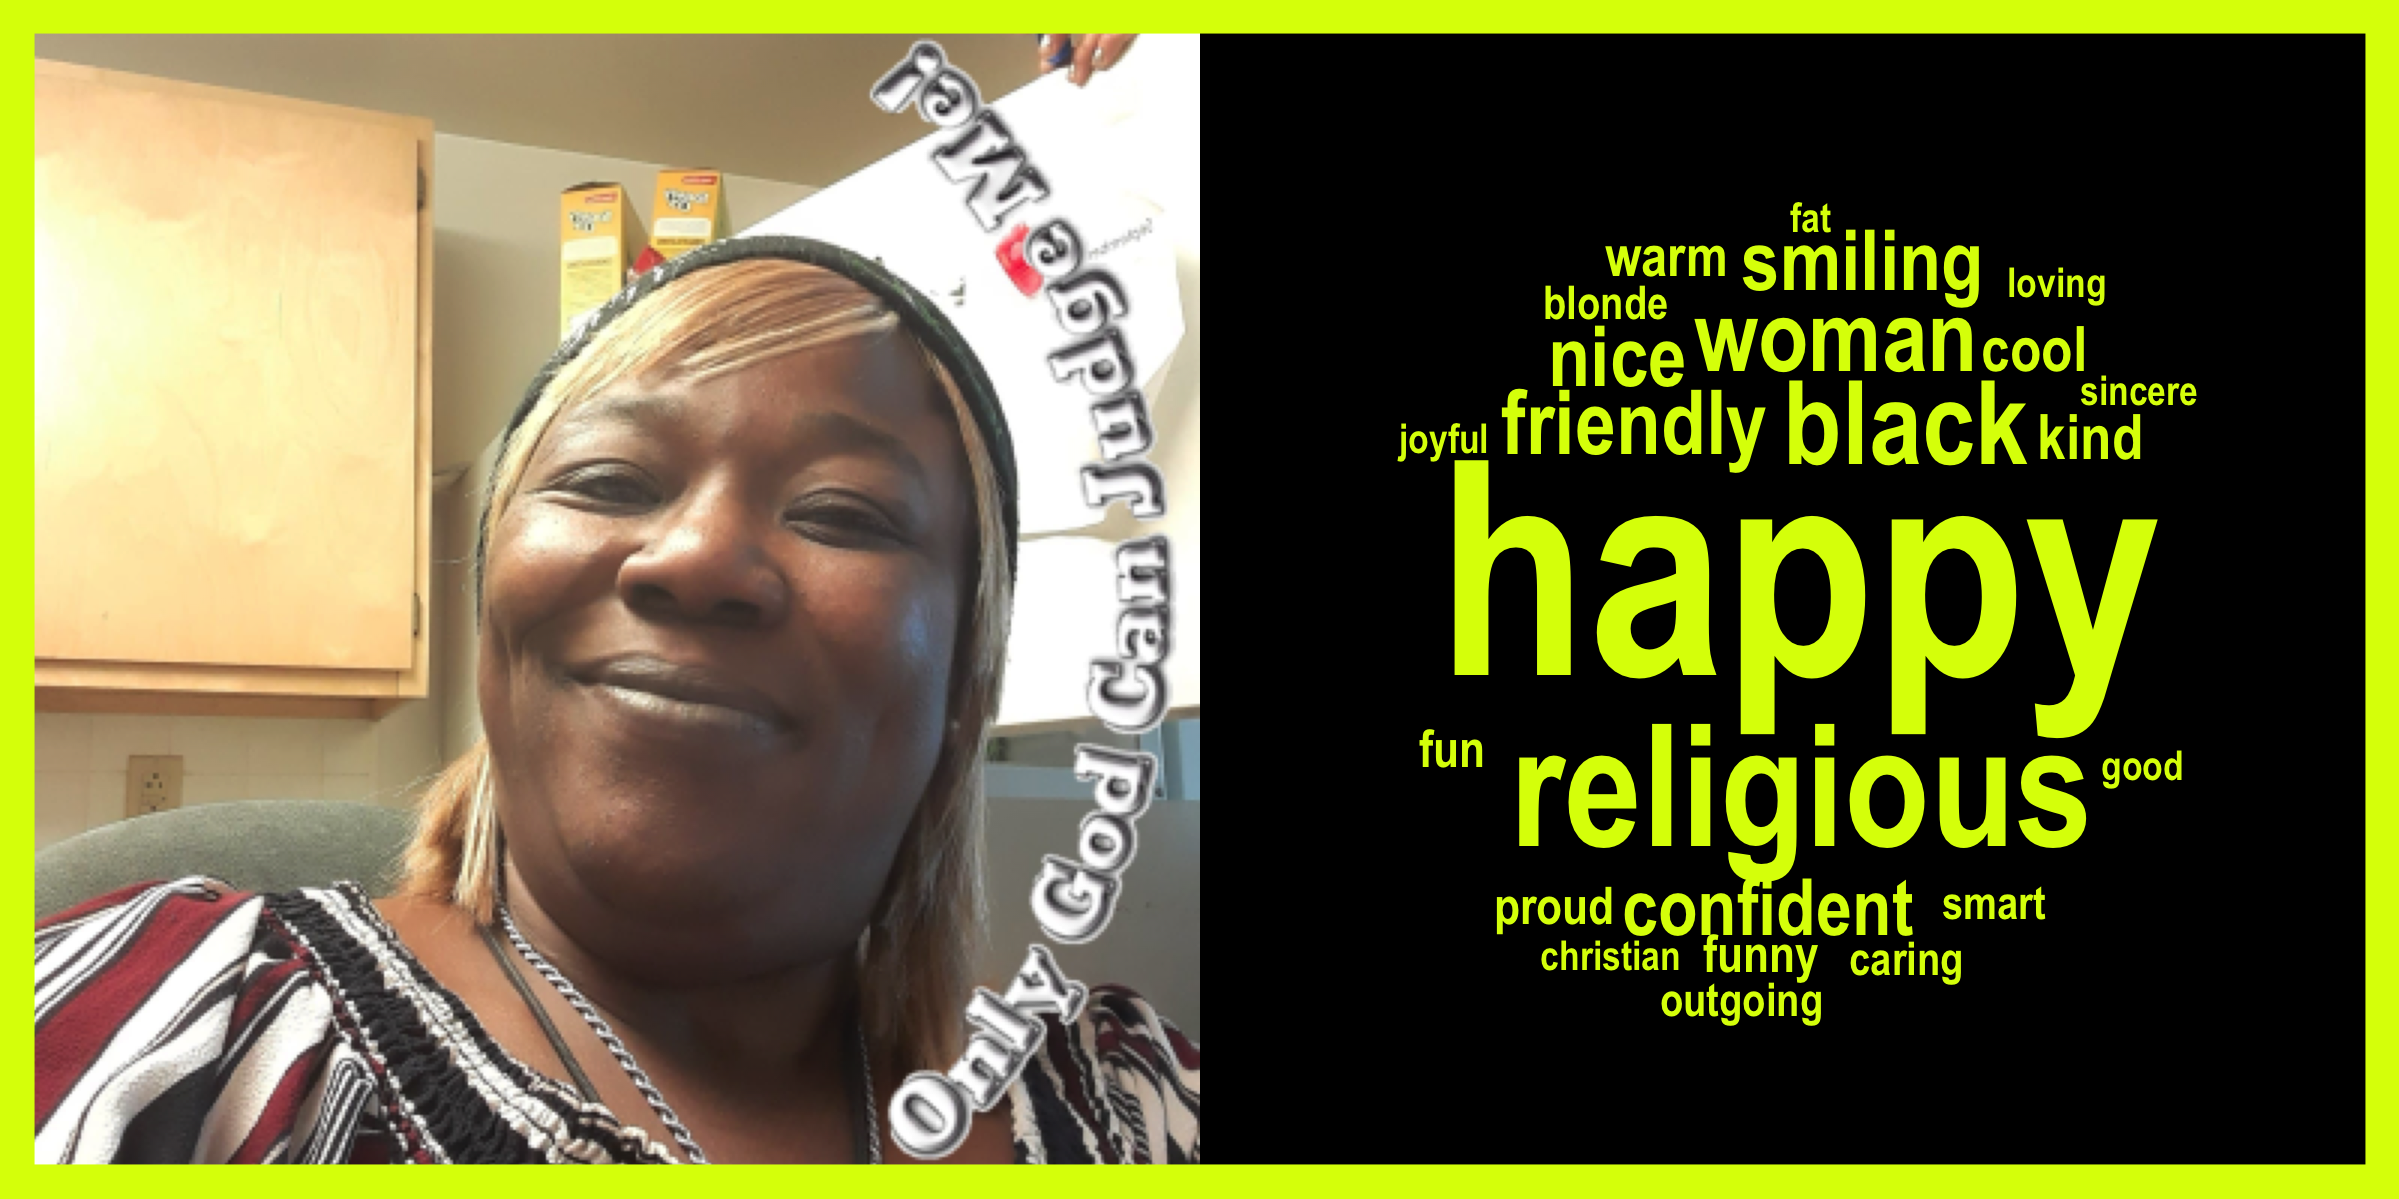 Only God Can Judge Me!
fat
warm smiling loving
blonde
nice woman cool
sincere
joyful friendly black kind
happy
fun religious good
proud confident smart
christian funny caring
outgoing